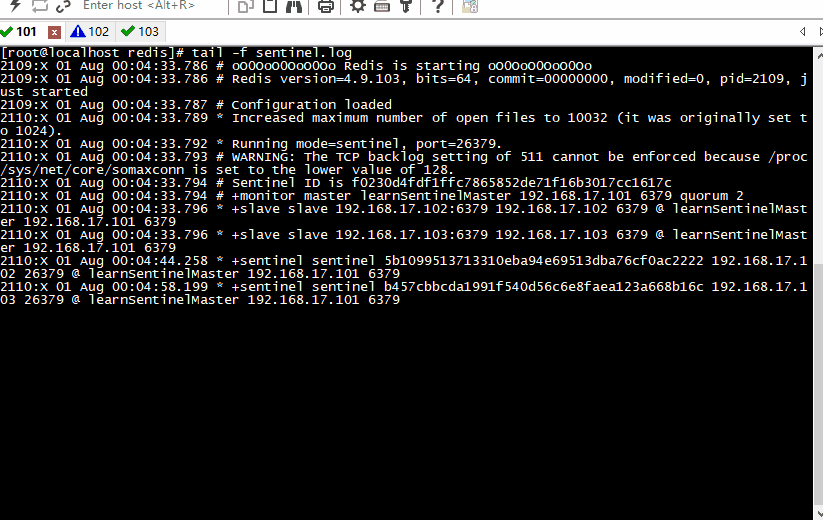 Enter host <Alt+R>
101 102 103
[root@localhost redis]# tail -f sentinel.log
2109:X 01 Aug 00:04:33.786 # oO0OoO0OoO0Oo Redis is starting oO0OoO0OoO0Oo
2109:X 01 Aug 00:04:33.786 # Redis version=4.9.103, bits=64, commit=00000000, modified=0, pid=2109, j
ust started
2109:X 01 Aug 00:04:33.787 # Configuration loaded
2110:X 01 Aug 00:04:33.789 * Increased maximum number of open files to 10032 (it was originally set t
o 1024).
2110:X 01 Aug 00:04:33.792 * Running mode=sentinel, port=26379.
2110:X 01 Aug 00:04:33.793 # WARNING: The TCP backlog setting of 511 cannot be enforced because /proc
/sys/net/core/somaxconn is set to the lower value of 128.
2110:X 01 Aug 00:04:33.794 # Sentinel ID is f0230d4fdf1ffc7865852de71f16b3017cc1617c
2110:X 01 Aug 00:04:33.794 # +monitor master learnSentinelMaster 192.168.17.101 6379 quorum 2
2110:X 01 Aug 00:04:33.796 * +slave slave 192.168.17.102:6379 192.168.17.102 6379 @ learnSentinelMast
er 192.168.17.101 6379
2110:X 01 Aug 00:04:33.796 * +slave slave 192.168.17.103:6379 192.168.17.103 6379 @ learnSentinelMast
er 192.168.17.101 6379
2110:X 01 Aug 00:04:44.258 * +sentinel sentinel 5b1099513713310eba94e69513dba76cf0ac2222 192.168.17.1
02 26379 @ learnSentinelMaster 192.168.17.101 6379
2110:X 01 Aug 00:04:58.199 * +sentinel sentinel b457cbbcda1991f540d56c6e8faea123a668b16c 192.168.17.1
03 26379 @ learnSentinelMaster 192.168.17.101 6379